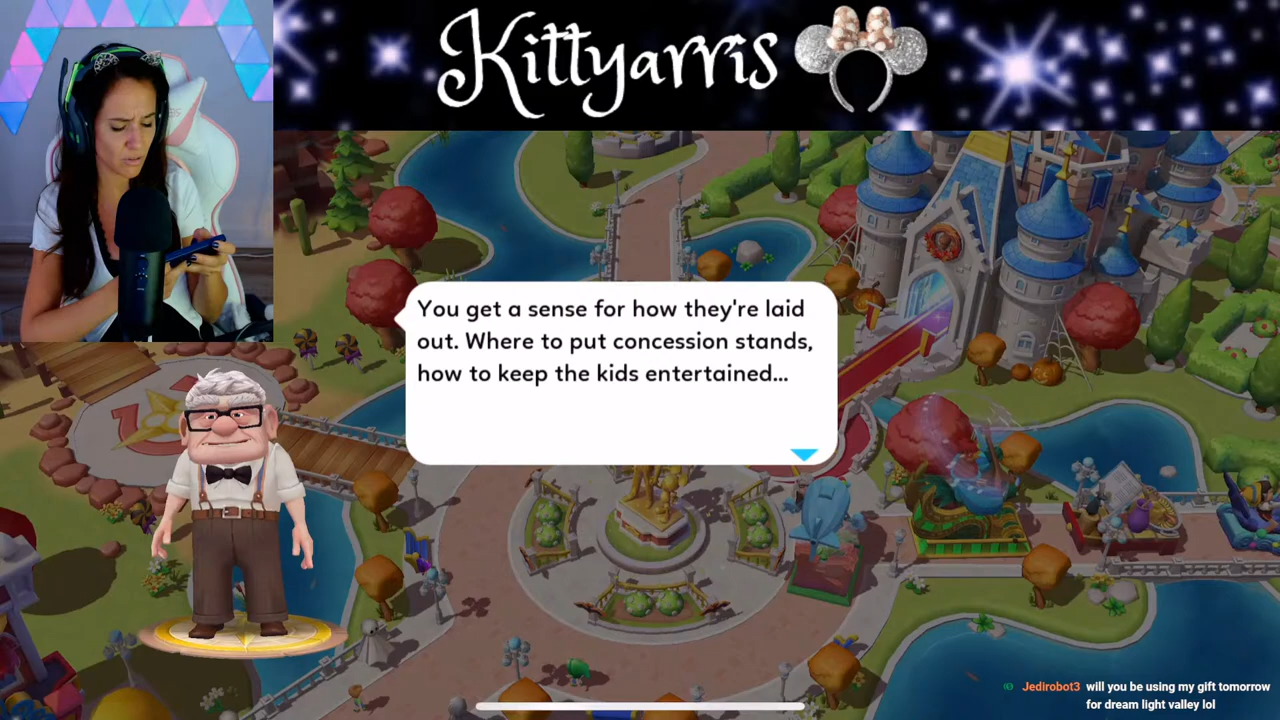 Kittyarris
You get a sense for how they're laid
out. Where to put concession stands,
how to keep the kids entertained...
Jedirobot3 will you be using my gift tomorrow
for dream light valley lol